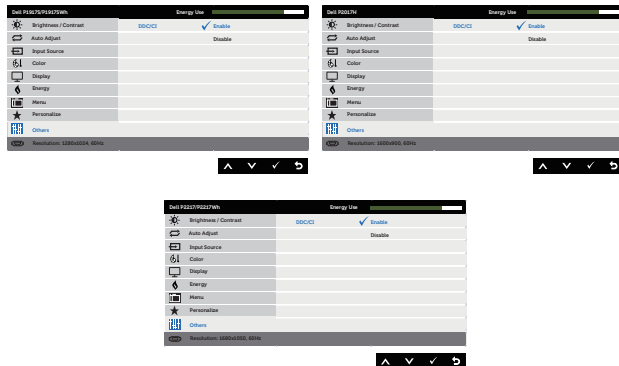 Dell P1917S/P1917SWh Energy Use
Brightness / Contrast DDC/CI Enable
Auto Adjust Disable
Input Source
Color
Display
Energy
Menu
Personalize
Others
Resolution: 1280x1024, 60Hz
Dell P2017H Energy Use
Brightness / Contrast DDC/CI Enable
Auto Adjust Disable
Input Source
Color
Display
Energy
Menu
Personalize
Others
Resolution: 1600x900, 60Hz
Dell P2217/P2217Wh Energy Use
Brightness / Contrast DDC/CI Enable
Auto Adjust Disable
Input Source
Color
Display
Energy
Menu
Personalize
Others
Resolution: 1680x1050, 60Hz